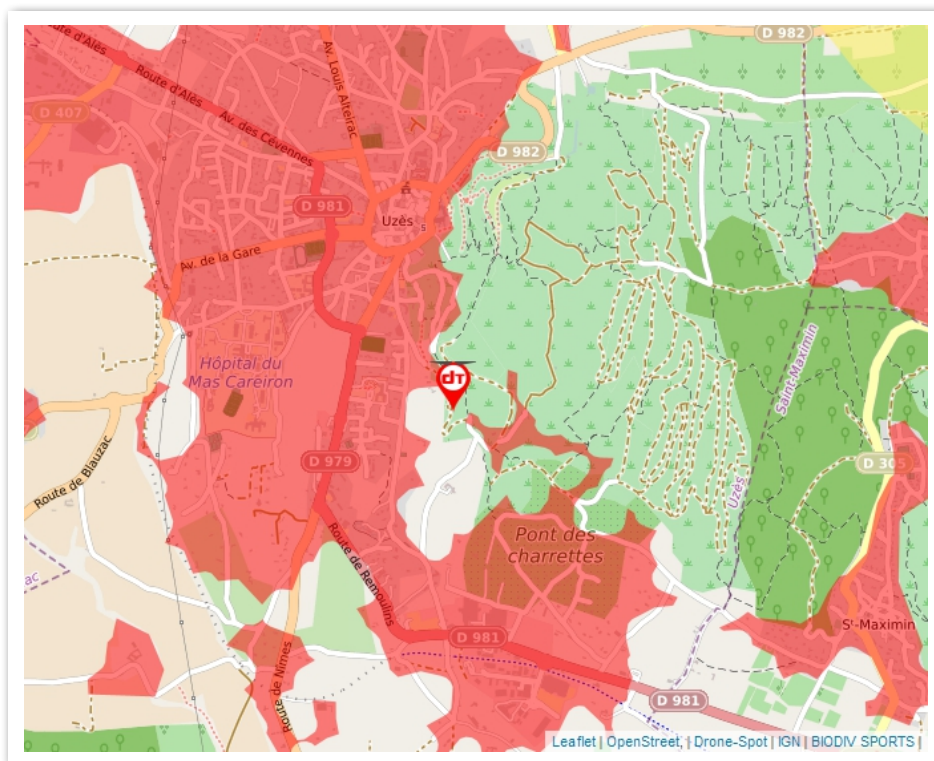 Route d'Alès
D 982
Route d'Alès
Av. Louis Alteirac
D 407
Av. des Cévennes
D 982
D 981
Uzès
Av. de la Gare
Hôpital du
Mas Careiron
Saint-Maximin
dT
D 979
D 305
Route de Blauzac
Uzès
Pont des
charrettes
Route de Remoulins
ac
St-Maximin
D 981
Route de Nîmes
D 981
Leaflet | OpenStreet, | Drone-Spot | IGN | BIODIV SPORTS |